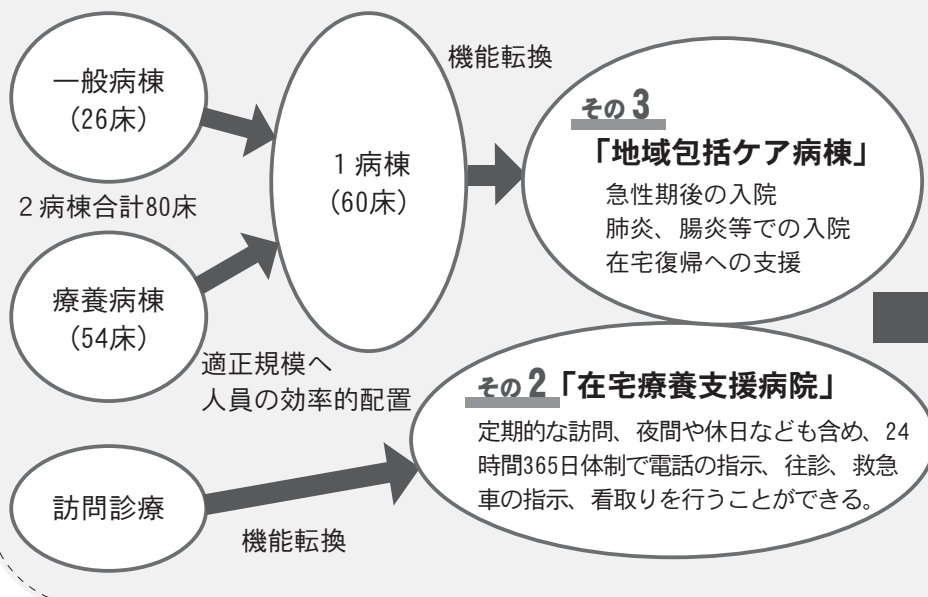 一般病棟
(26床)
2病棟合計80床
療養病棟
(54床)
1病棟
(60床)
適正規模へ
人員の効率的配置
機能転換
その3
「地域包括ケア病棟」
急性期後の入院
肺炎、腸炎等での入院
在宅復帰への支援
その2「在宅療養支援病院」
定期的な訪問、夜間や休日なども含め、24
時間365日体制で電話の指示、往診、救急
車の指示、看取りを行うことができる。
訪問診療
機能転換